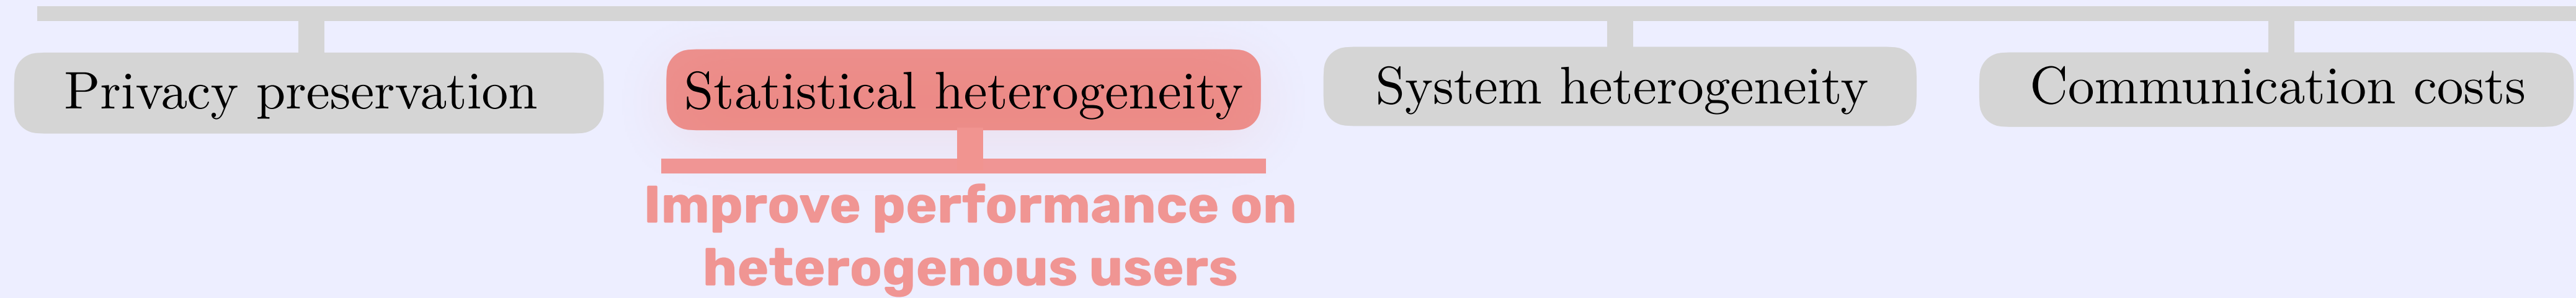 Privacy preservation
Statistical heterogeneity
System heterogeneity
Communication costs
Improve performance on
heterogenous users